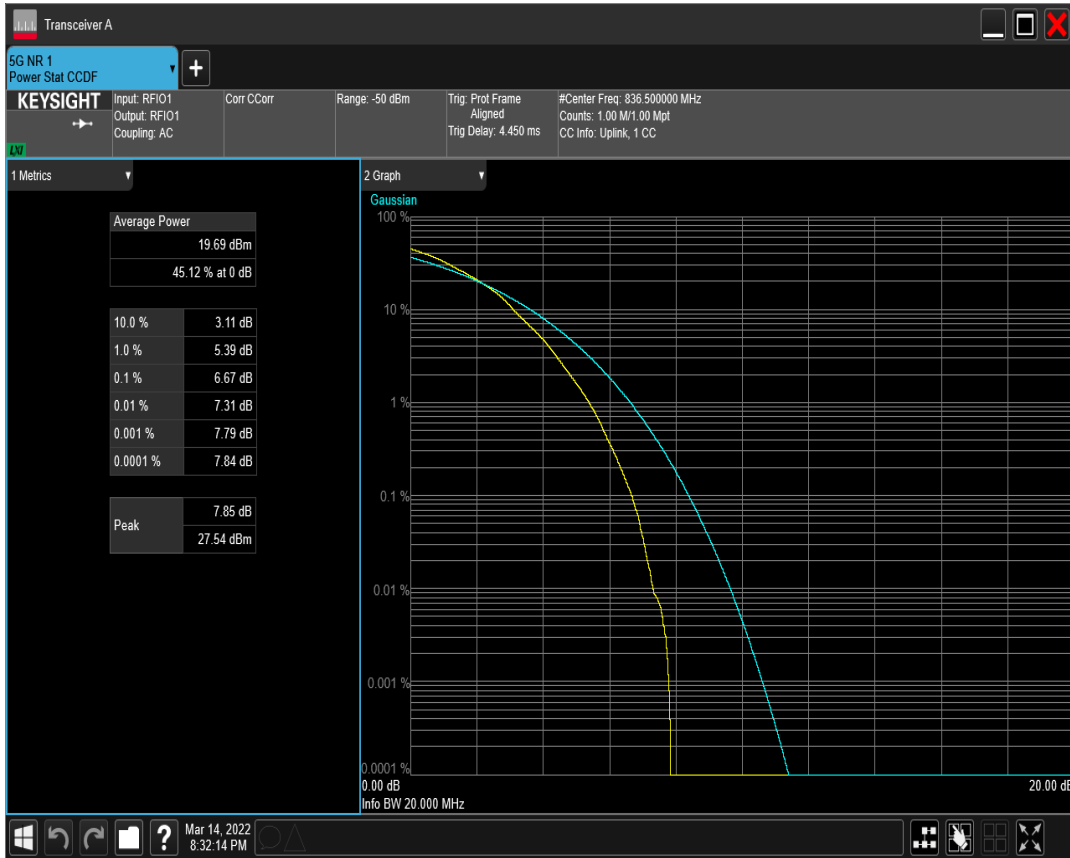 Transceiver A
5G NR 1
Power Stat CCDF
+
KEYSIGHT
LXI
Input: RFIO1
Output: RFIO1
Coupling: AC
Corr CCorr
Range: -50 dBm
Trig: Prot Frame
Aligned
Trig Delay: 4.450 ms
#Center Freq: 836.500000 MHz
Counts: 1.00 M/1.00 Mpt
CC Info: Uplink, 1 CC
1 Metrics
Average Power
19.69 dBm
45.12 % at 0 dB
10.0 % 3.11 dB
1.0 % 5.39 dB
0.1 % 6.67 dB
0.01 % 7.31 dB
0.001 % 7.79 dB
0.0001 % 7.84 dB
Peak
7.85 dB
27.54 dBm
2 Graph
Gaussian
100 %
10 %
1 %
0.1 %
0.01 %
0.001 %
0.0001 %
0.00 dB
20.00 dB
Info BW 20.000 MHz
?
Mar 14, 2022
8:32:14 PM